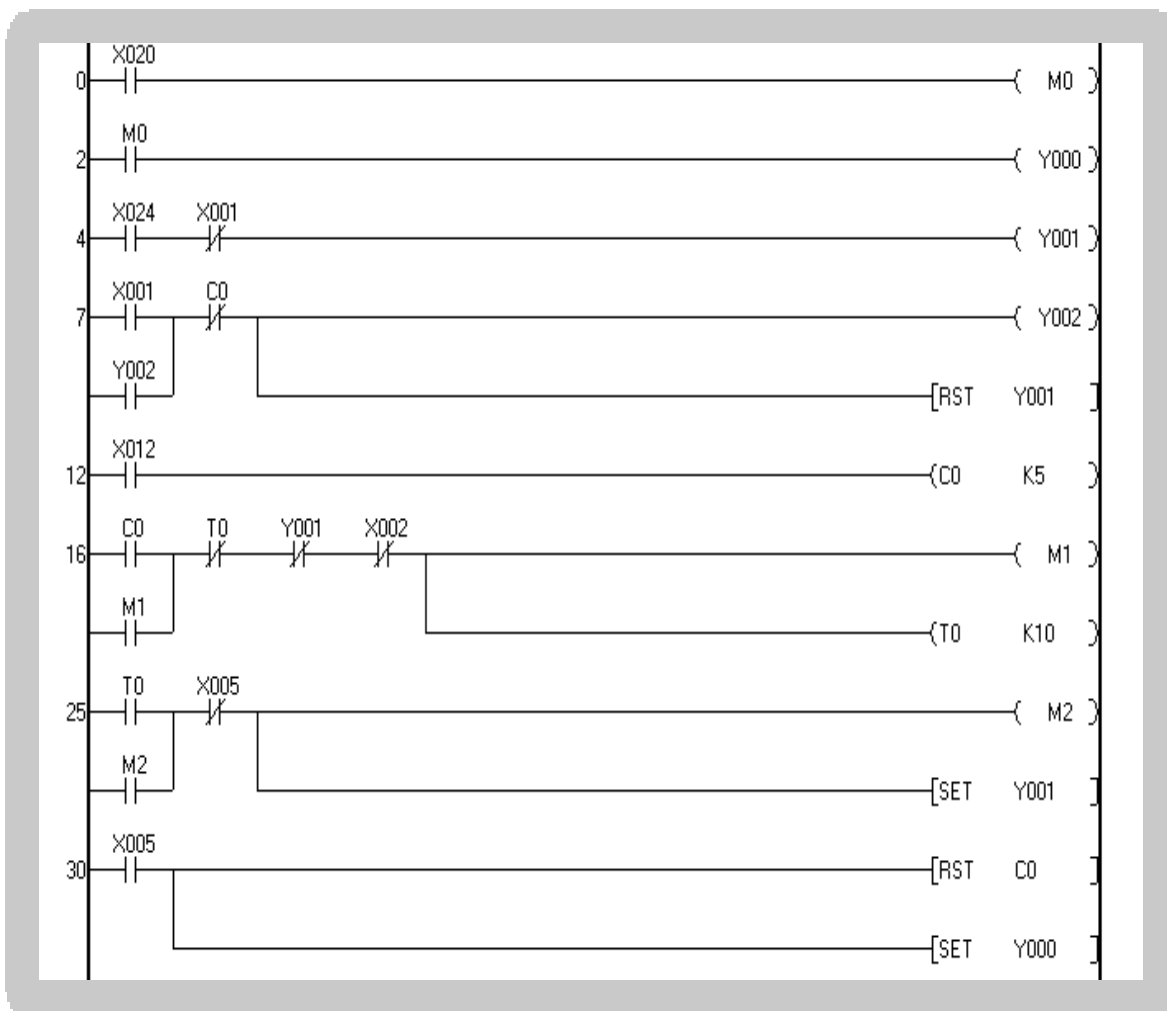 X020
0 M0
M0
2 Y000
X024 X001
4 Y001
X001 C0
7 Y002
Y002
RST Y001
X012
12 C0 K5
C0 T0 Y001 X002
16 M1
M1
T0 K10
T0 X005
25 M2
M2
SET Y001
X005
30 RST C0
SET Y000